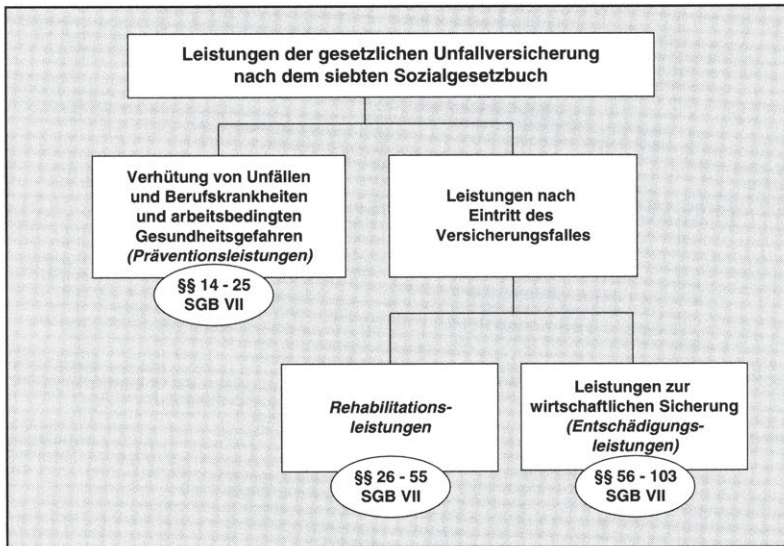 Leistungen der gesetzlichen Unfallversicherung
nach dem siebten Sozialgesetzbuch
Verhütung von Unfällen
und Berufskrankheiten
und arbeitsbedingten
Gesundheitsgefahren
(Präventionsleistungen)
§§ 14 - 25
SGB VII
Leistungen nach
Eintritt des
Versicherungsfalles
Rehabilitations-
leistungen
§§ 26 - 55
SGB VII
Leistungen zur
wirtschaftlichen Sicherung
(Entschädigungs-
leistungen)
§§ 56 - 103
SGB VII